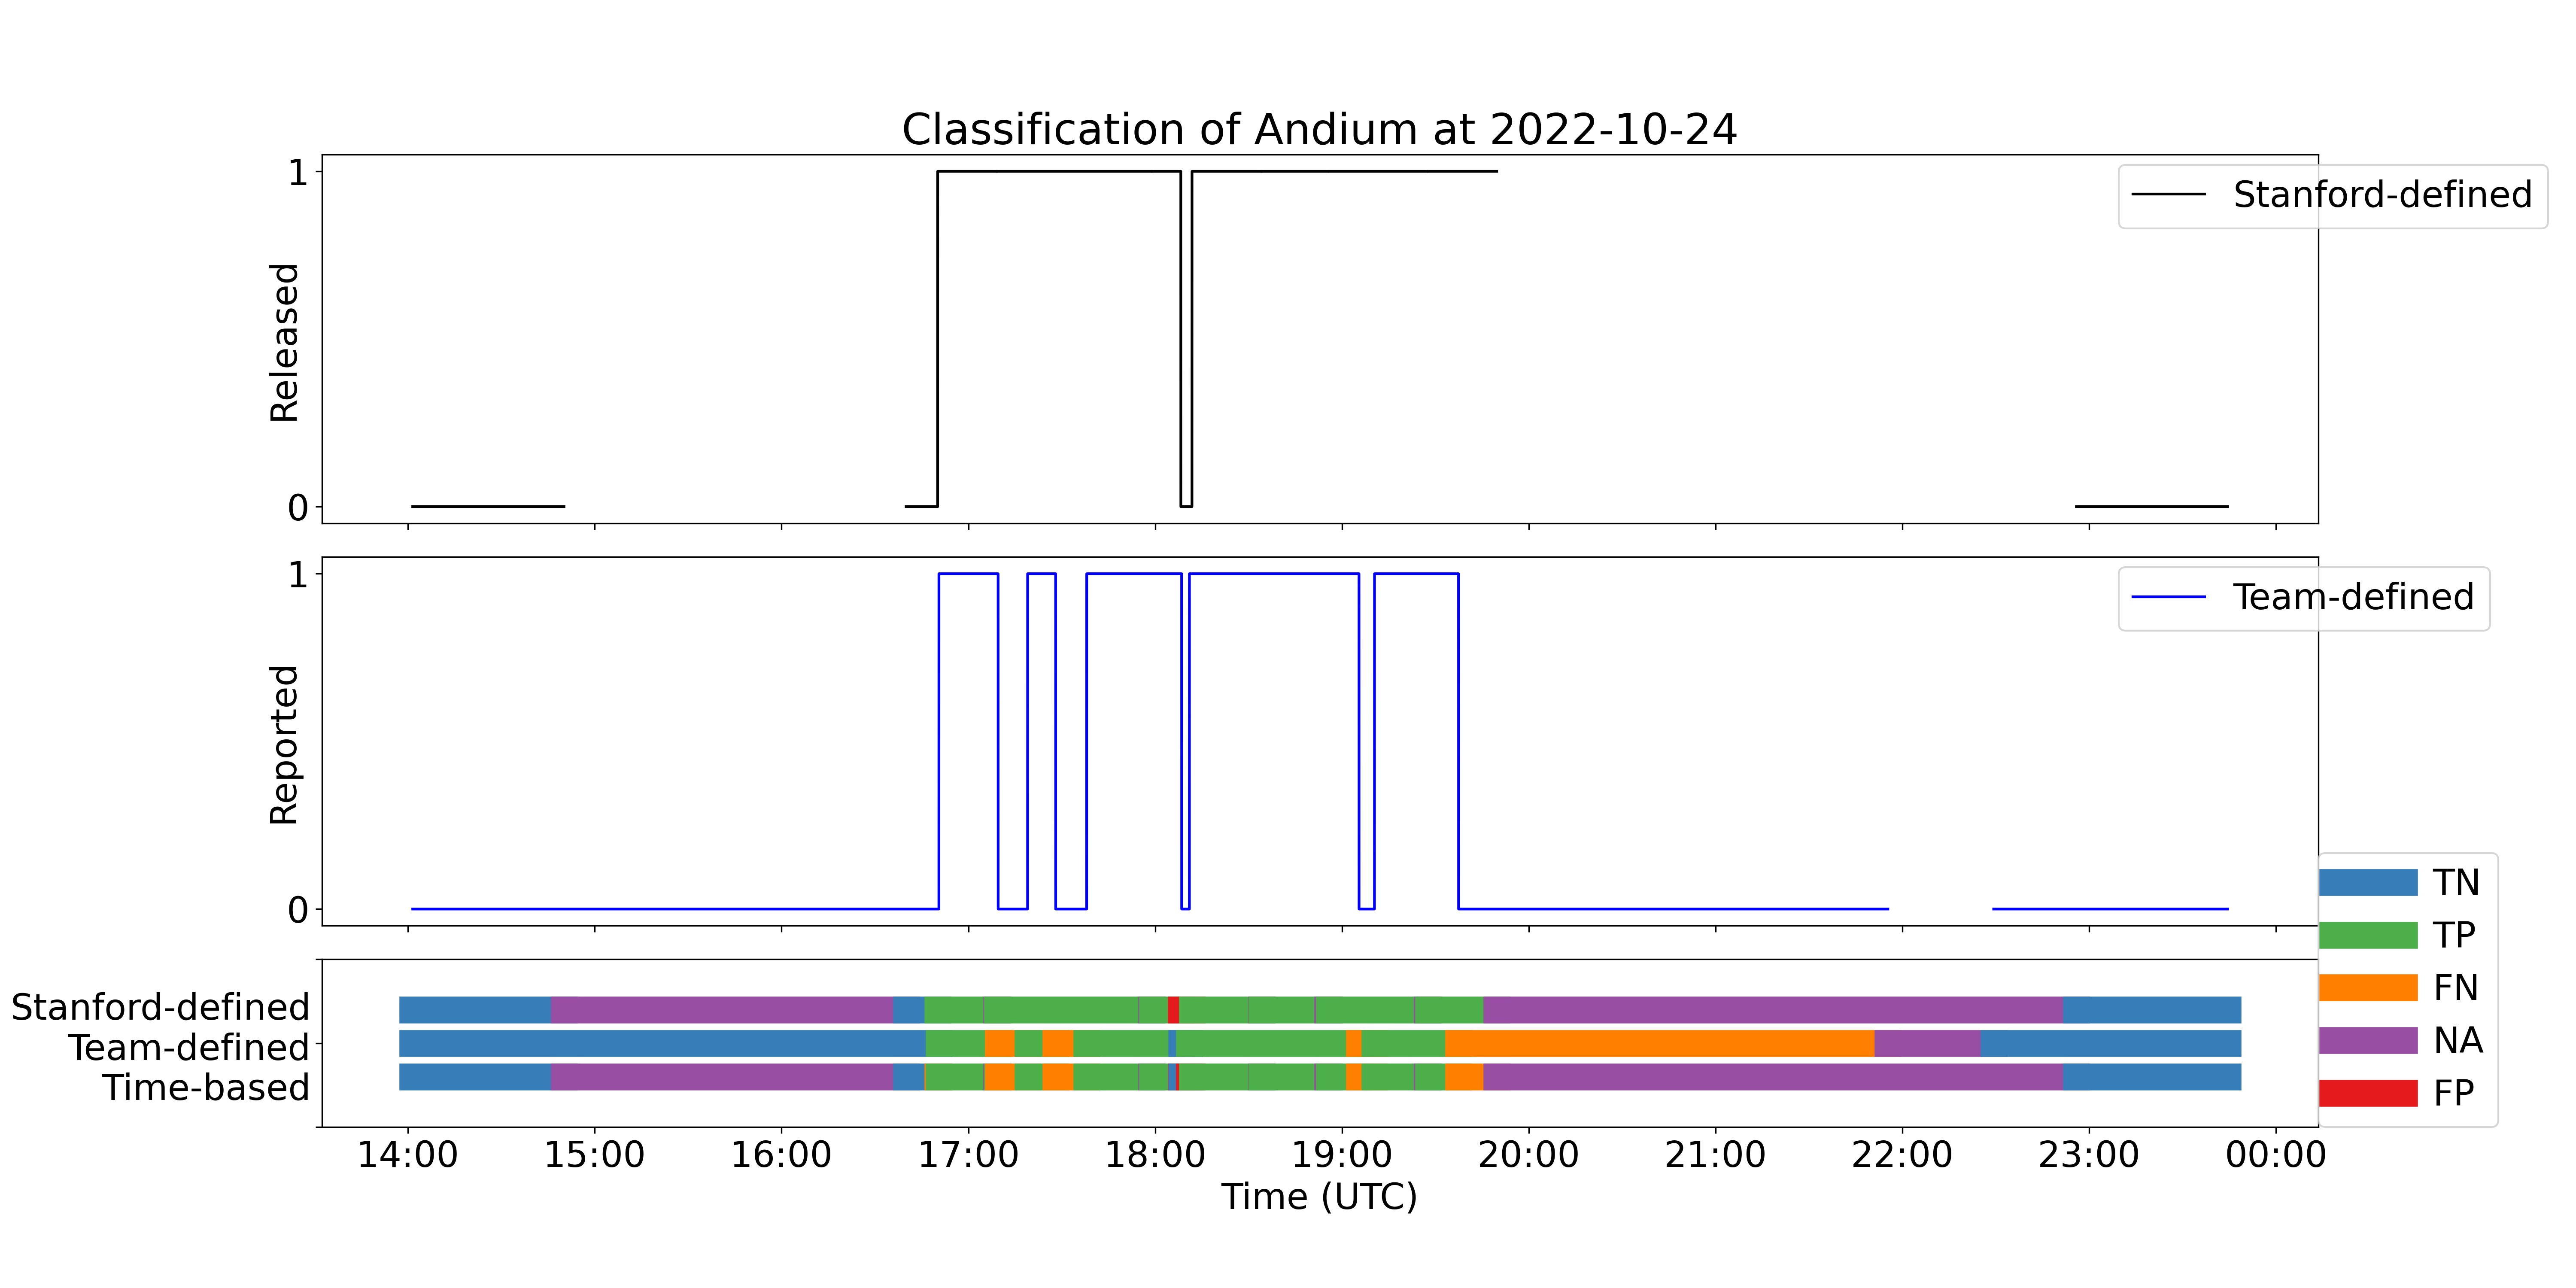 Classification of Andium at 2022-10-24
1
0
Released
Stanford-defined
1
0
Reported
Team-defined
TN
TP
FN
NA
FP
Stanford-defined
Team-defined
Time-based
14:00 15:00 16:00 17:00 18:00 19:00 20:00 21:00 22:00 23:00 00:00
Time (UTC)